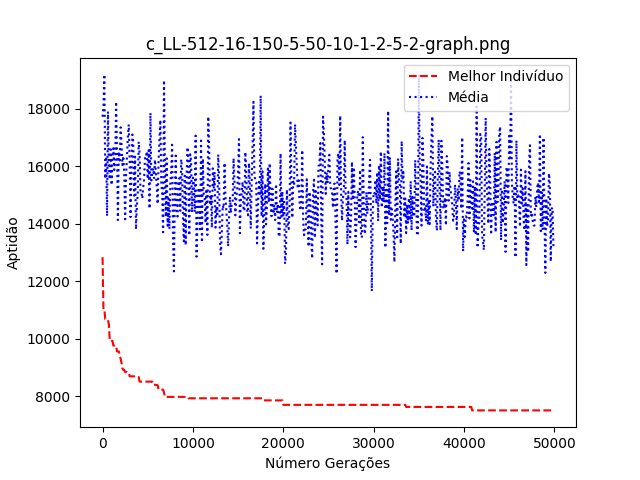 c_LL-512-16-150-5-50-10-1-2-5-2-graph.png
Melhor Indivíduo
Média
Aptidão
18000
16000
14000
12000
10000
8000
0
10000
20000
30000
40000
50000
Número Gerações